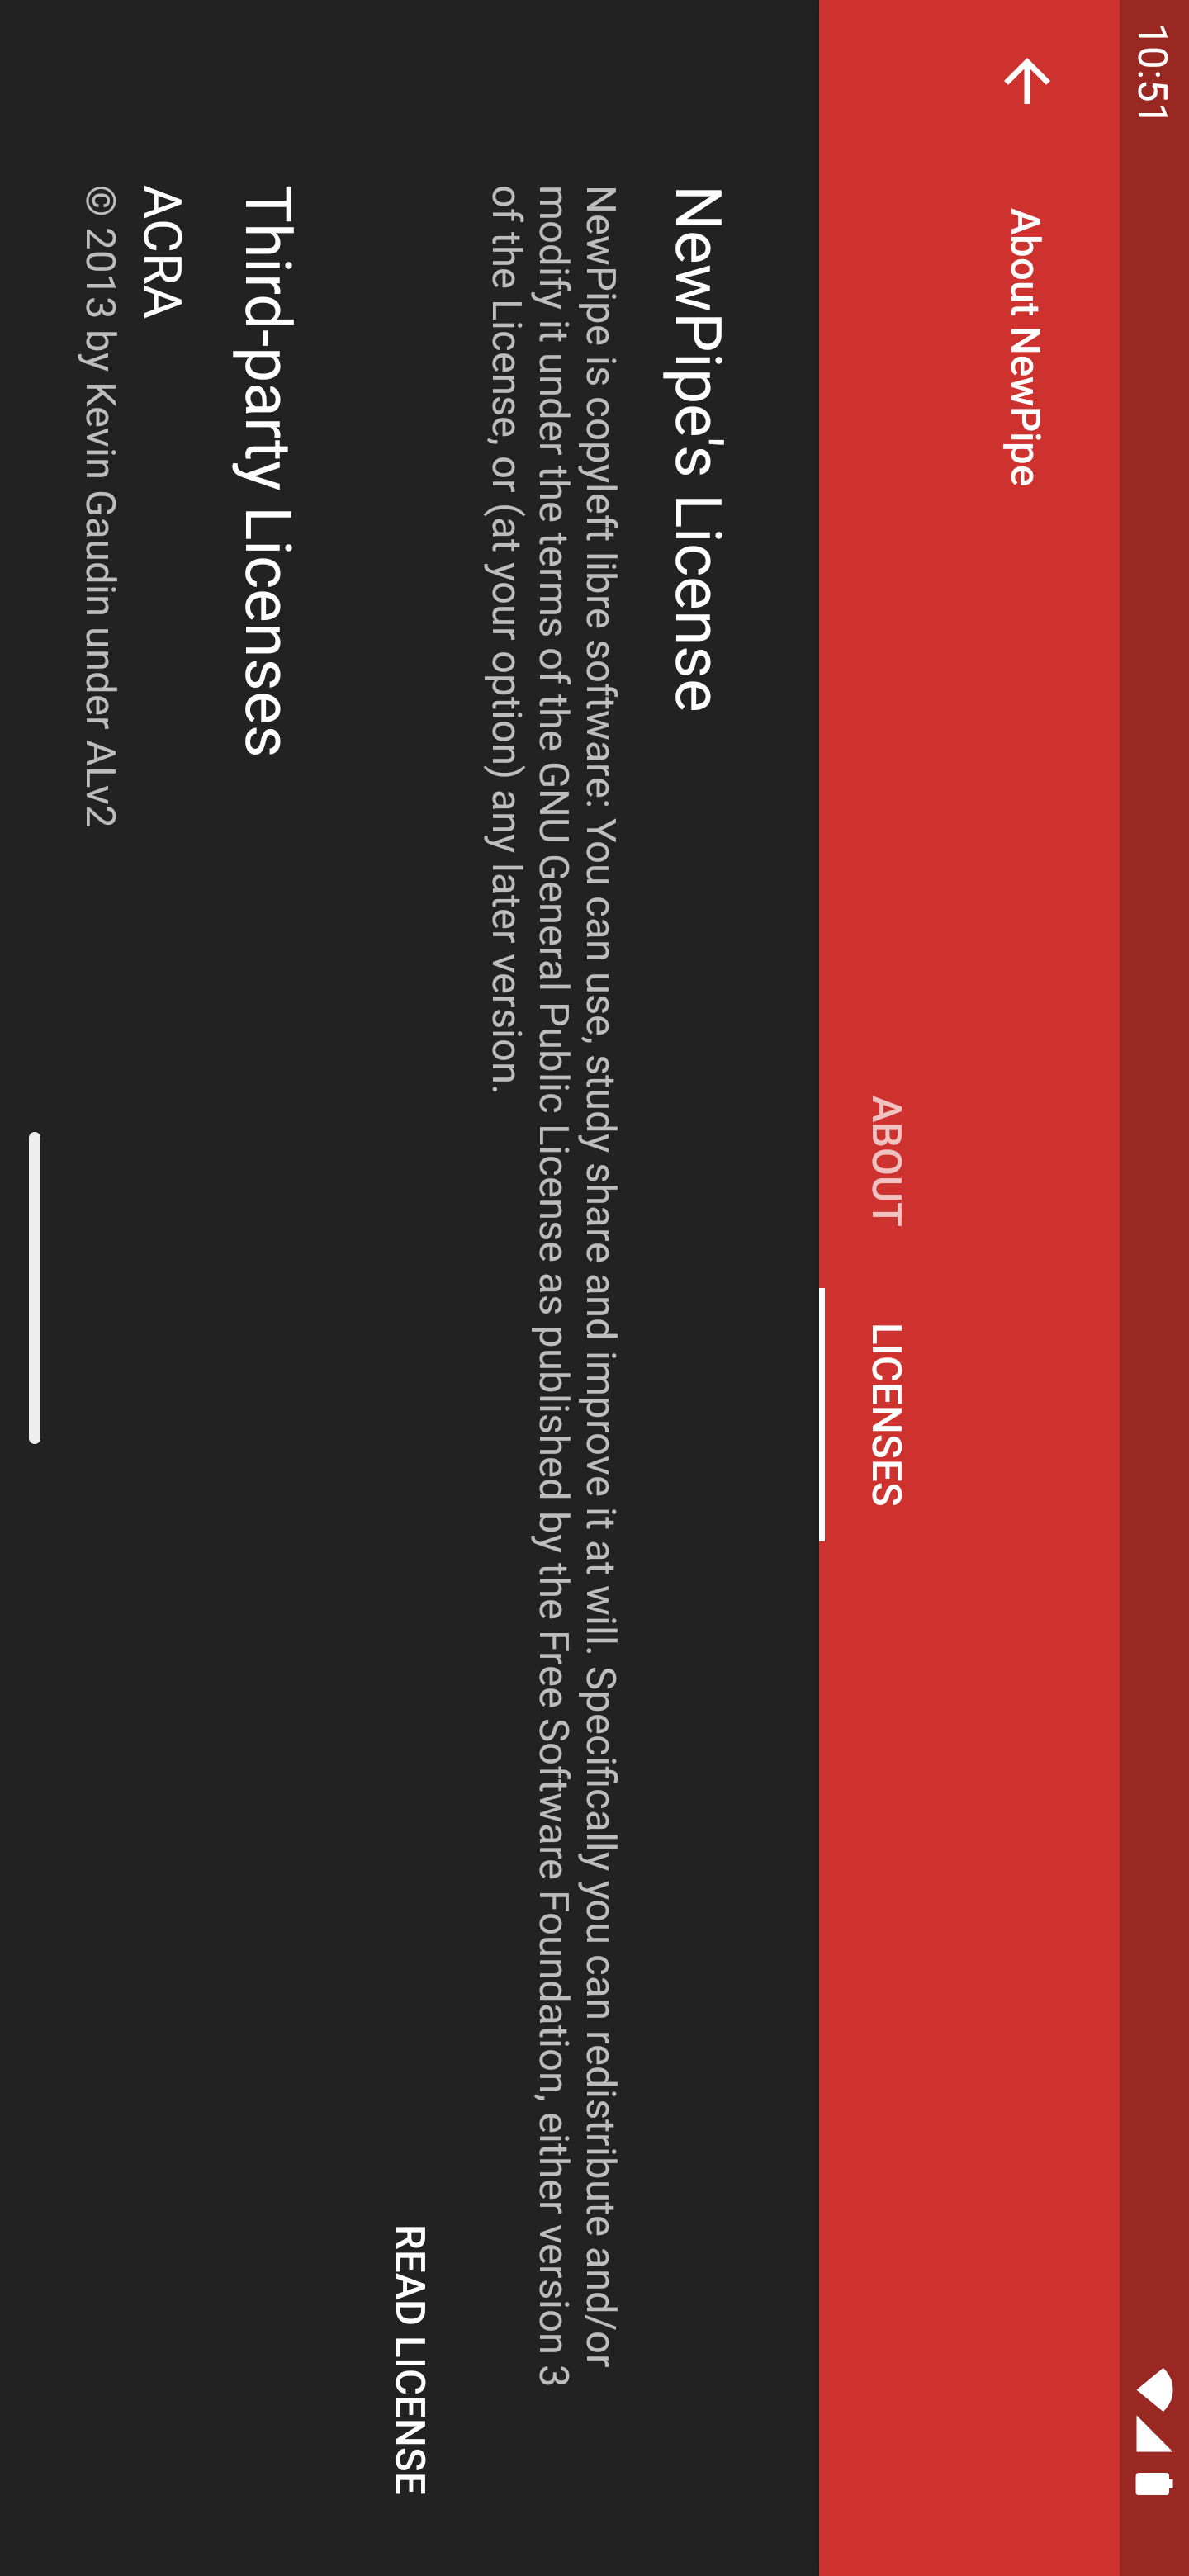 10:51
About NewPipe
ABOUT
LICENSES
NewPipe's License
NewPipe is copyleft libre software: You can use, study share and improve it at will. Specifically you can redistribute and/or
modify it under the terms of the GNU General Public License as published by the Free Software Foundation, either version 3
of the License, or (at your option) any later version.
READ LICENSE
Third-party Licenses
ACRA
© 2013 by Kevin Gaudin under ALv2